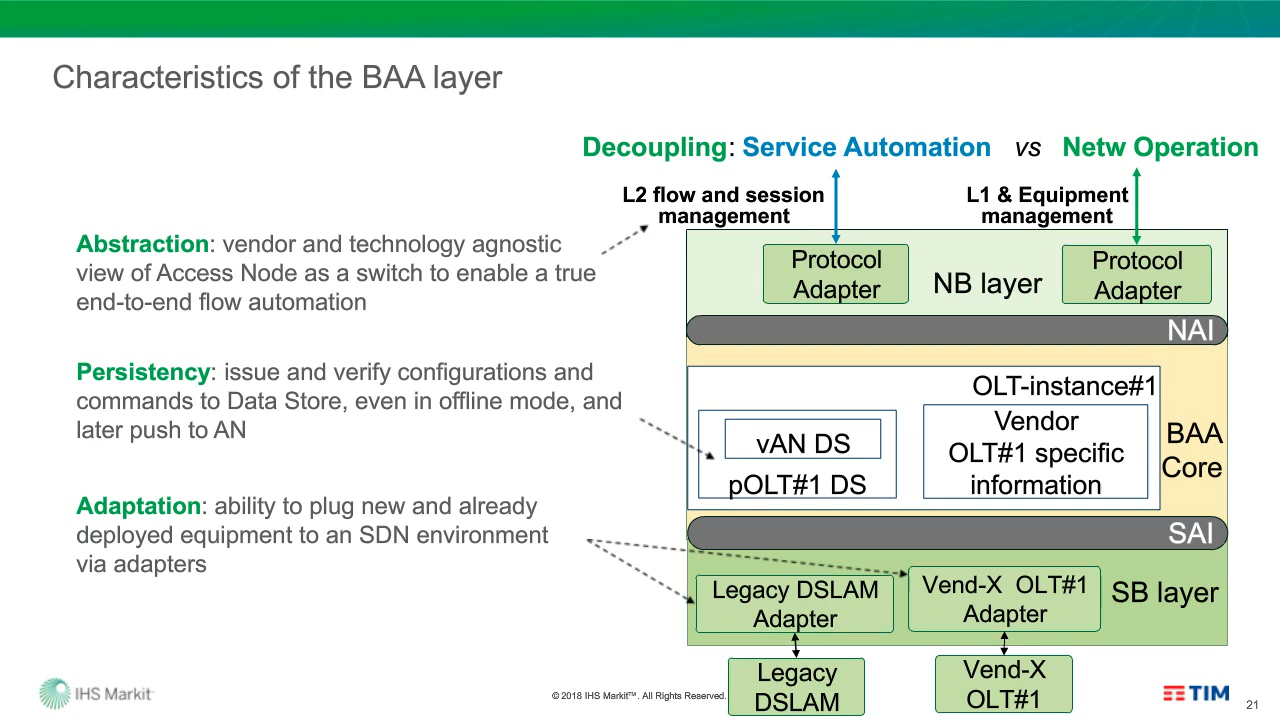 Characteristics of the BAA layer
Decoupling: Service Automation vs Netw Operation
L2 flow and session
management
L1 & Equipment
management
Abstraction: vendor and technology agnostic
view of Access Node as a switch to enable a true
end-to-end flow automation
Persistency: issue and verify configurations and
commands to Data Store, even in offline mode, and
later push to AN
Adaptation: ability to plug new and already
deployed equipment to an SDN environment
via adapters
Protocol
Adapter
NB layer
Protocol
Adapter
NAI
OLT-instance#1
vAN DS
pOLT#1 DS
Vendor
OLT#1 specific
information
BAA
Core
SAI
Legacy DSLAM
Adapter
Vend-X OLT#1
Adapter
SB layer
Legacy
DSLAM
Vend-X
OLT#1
IHS Markit™
© 2018 IHS Markit™. All Rights Reserved.
TIM
21